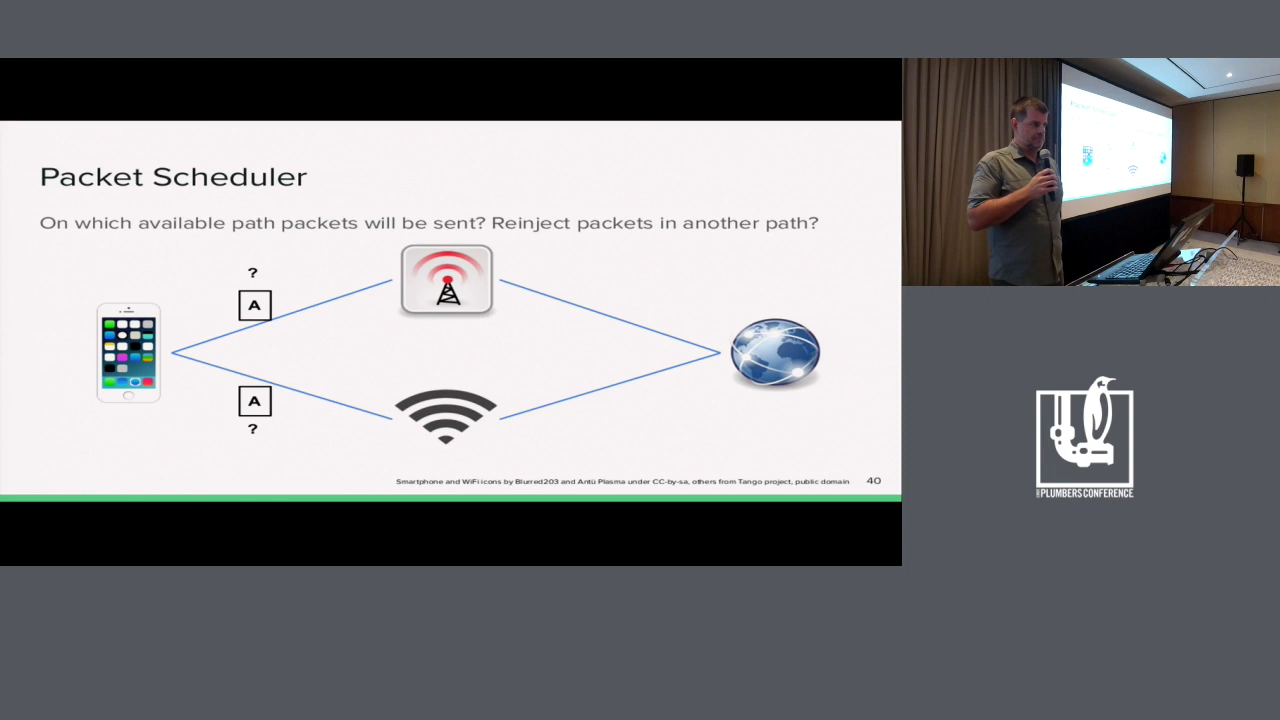 Packet Scheduler
On which available path packets will be sent? Reinject packets in another path?
?
A
A
?
Smartphone and WiFi icons by Blurred203 and Antü Plasma under CC-by-sa, others from Tango project, public domain
40
PLUMBERS CONFERENCE